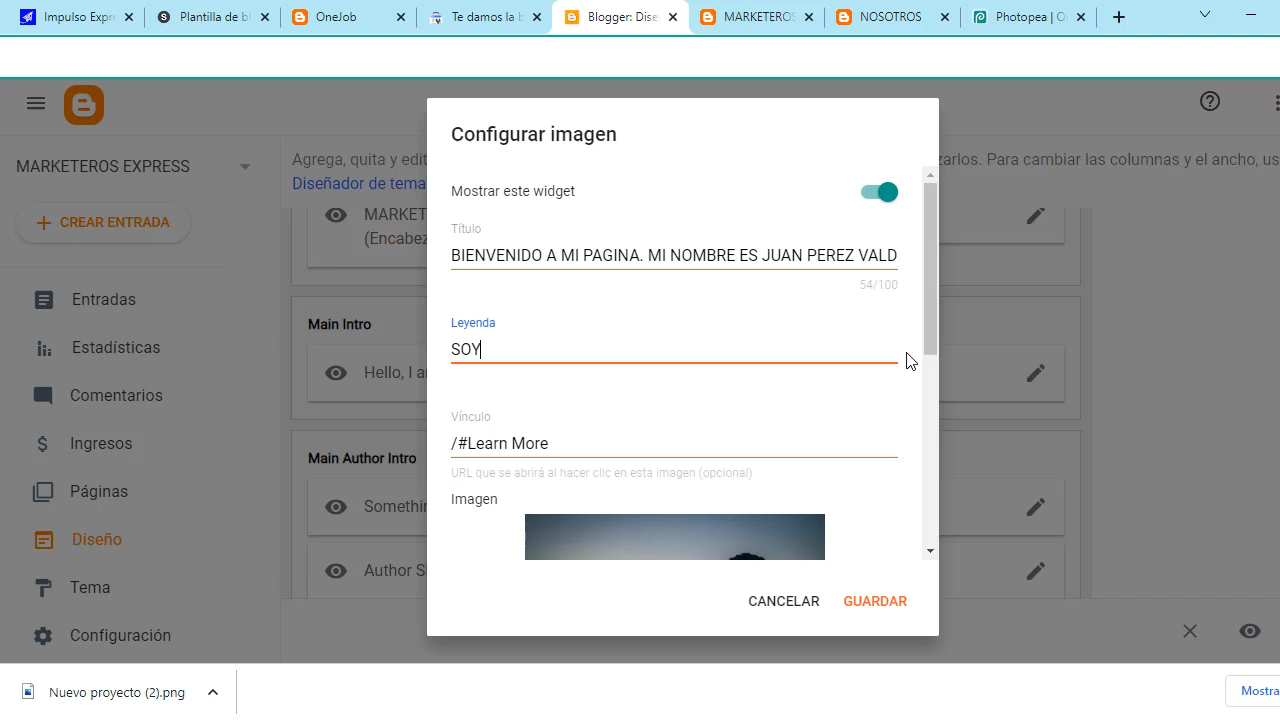 Impulso Expre
Plantilla de bl
OneJob
Te damos la b
Blogger: Dise
MARKETEROS
NOSOTROS
Photopea | O
MARKETEROS EXPRESS
CREAR ENTRADA
Entradas
Estadísticas
Comentarios
Ingresos
Páginas
Diseño
Tema
Configuración
Agrega, quita y edit
zarlos. Para cambiar las columnas y el ancho, us
Diseñador de tema
MARKET
(Encabez
Main Intro
Hello, I a
Main Author Intro
Somethin
Author S
Configurar imagen
Mostrar este widget
Título
BIENVENIDO A MI PAGINA. MI NOMBRE ES JUAN PEREZ VALD
54/100
Leyenda
SOY
Vínculo
/#Learn More
URL que se abrirá al hacer clic en esta imagen (opcional)
Imagen
CANCELAR
GUARDAR
Nuevo proyecto (2).png
Mostra